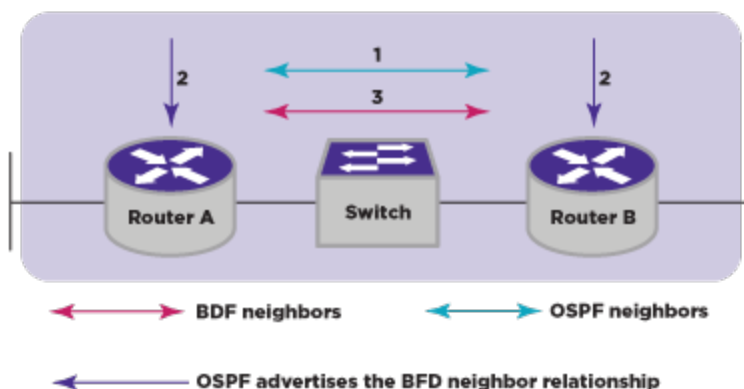 1
2
2
3
Router A
Switch
Router B
BDF neighbors
OSPF neighbors
OSPF advertises the BFD neighbor relationship